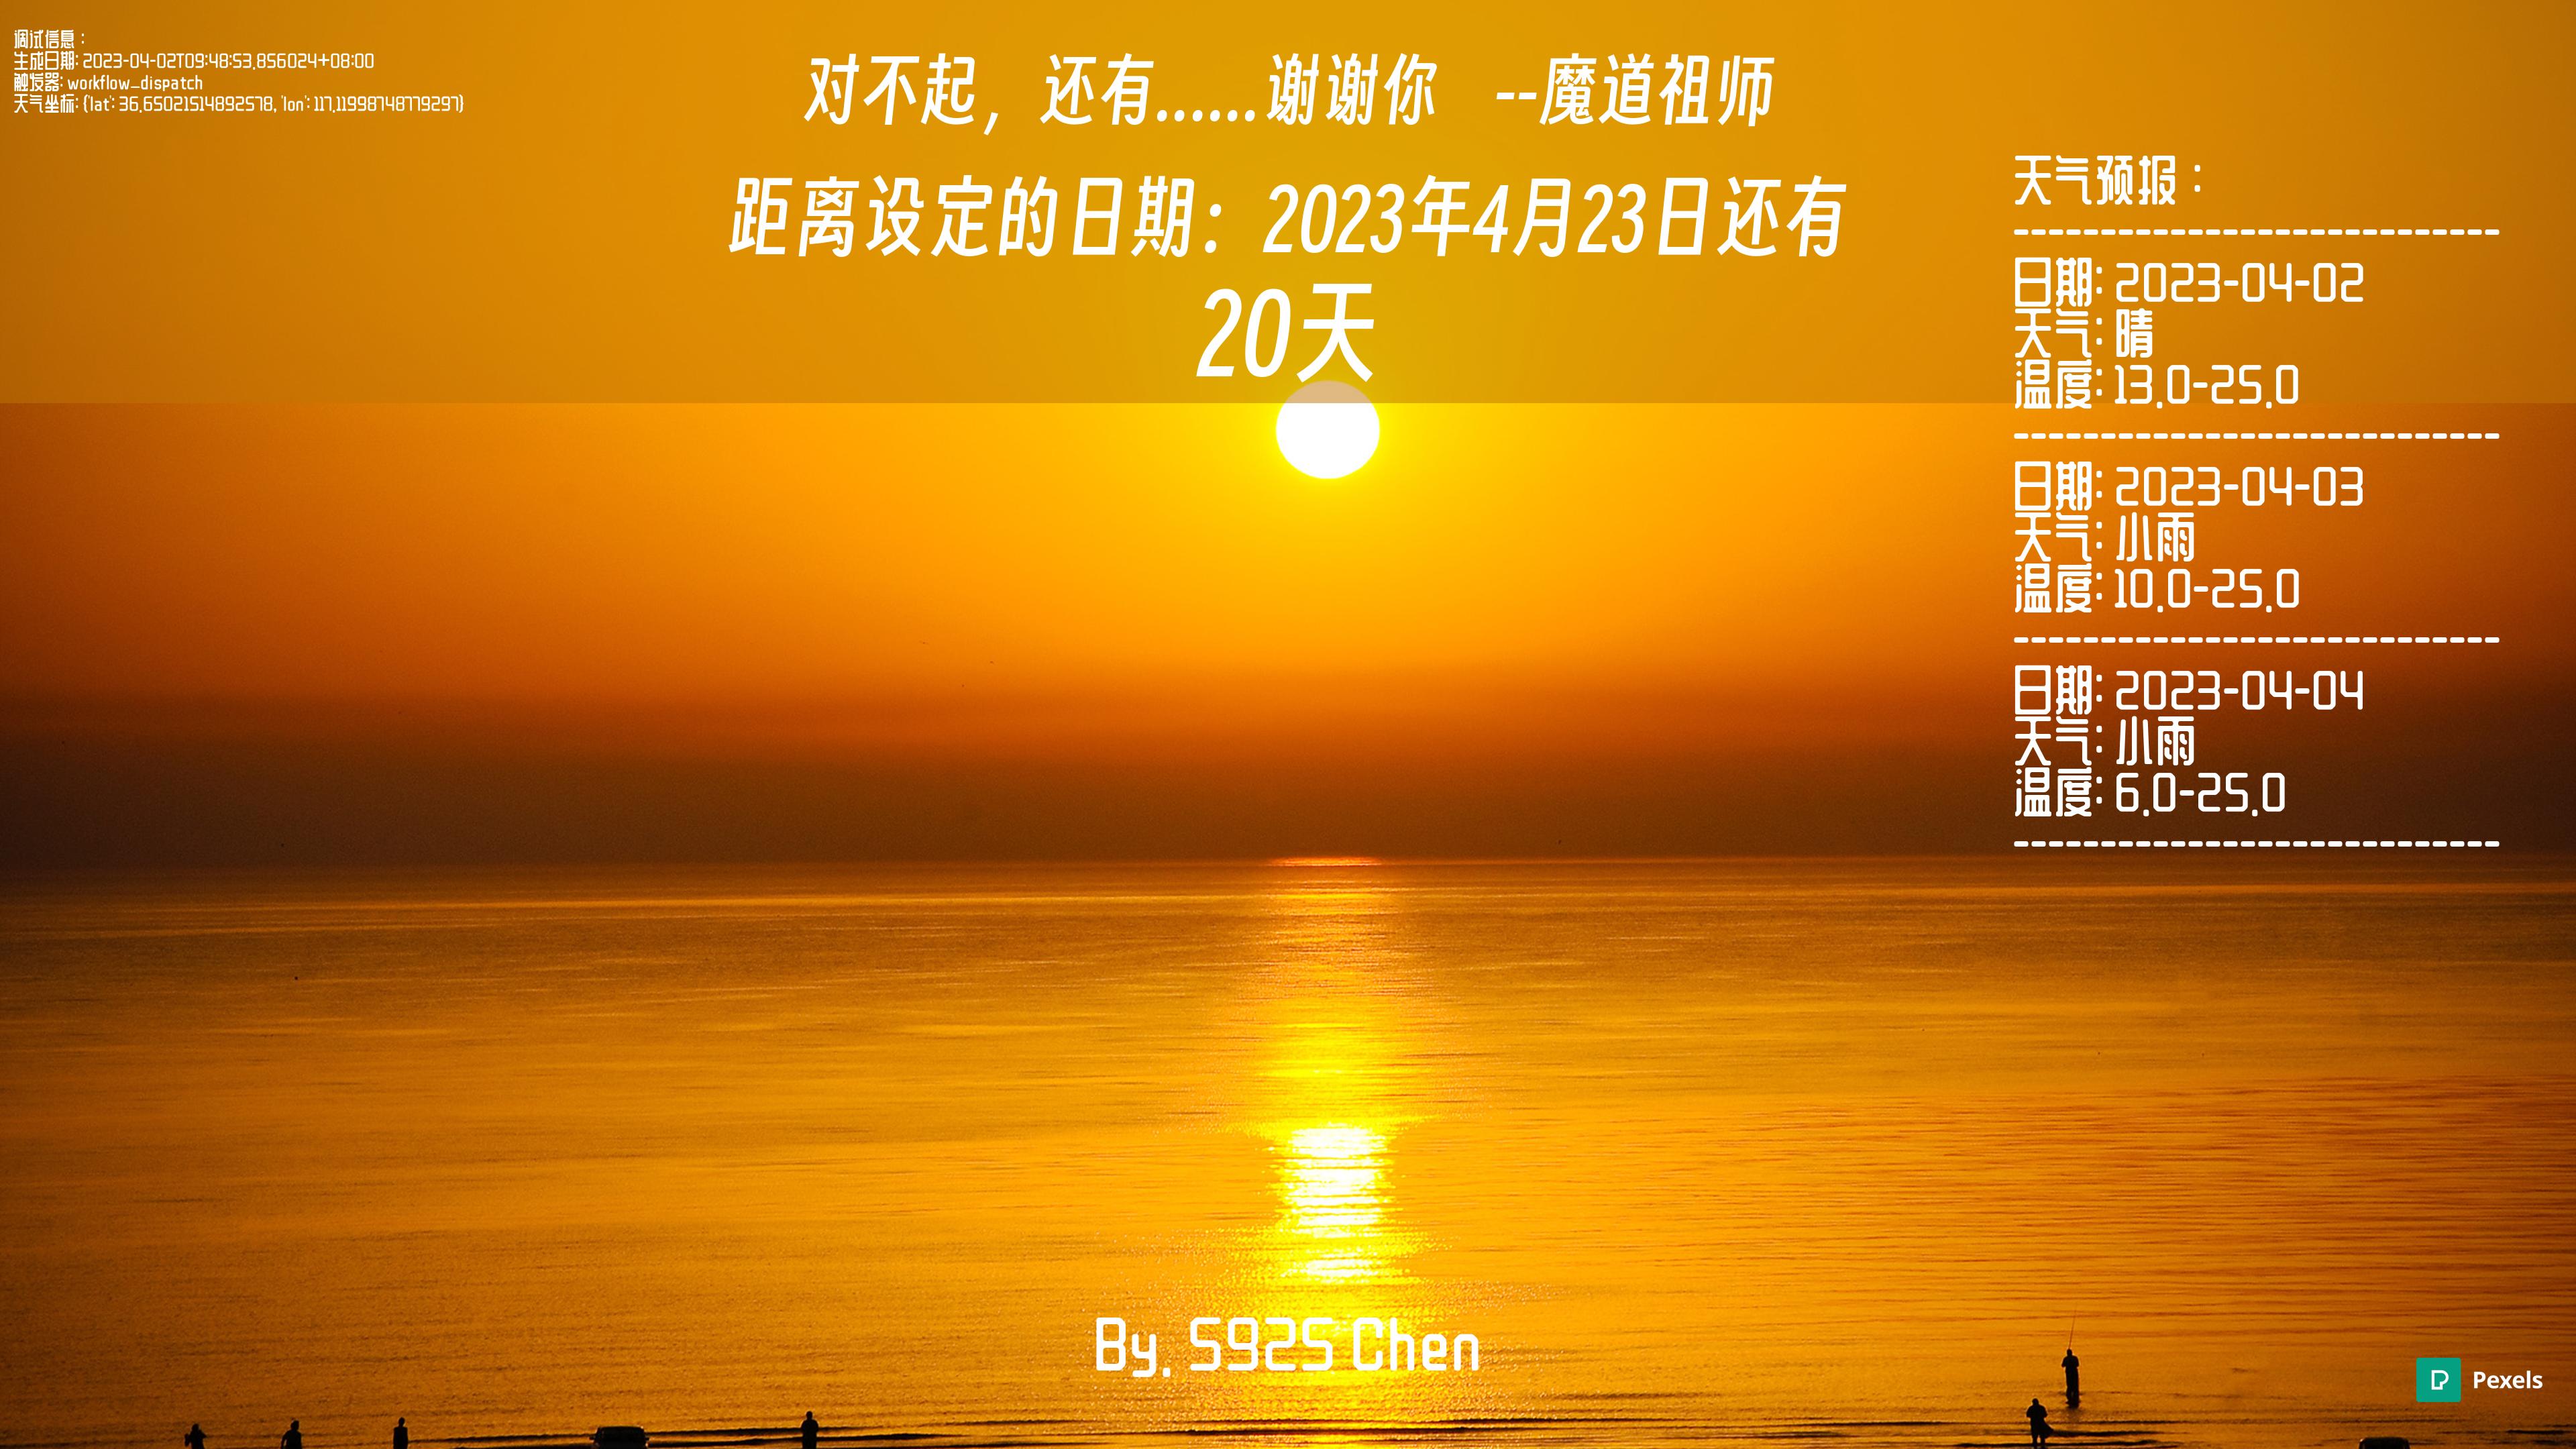 调试信息：
生成日期: 2023-04-02T09:48:53.856024+08:00
触发器: workflow_dispatch
天气坐标: {'lat': 36.65021514892578, 'lon': 117.11998748779297}
对不起，还有……谢谢你 --魔道祖师
距离设定的日期：2023年4月23日还有
20天
天气预报：
----------------------------
日期: 2023-04-02
天气: 晴
温度: 13.0-25.0
----------------------------
日期: 2023-04-03
天气: 小雨
温度: 10.0-25.0
----------------------------
日期: 2023-04-04
天气: 小雨
温度: 6.0-25.0
----------------------------
By. S92S Chen
Pexels